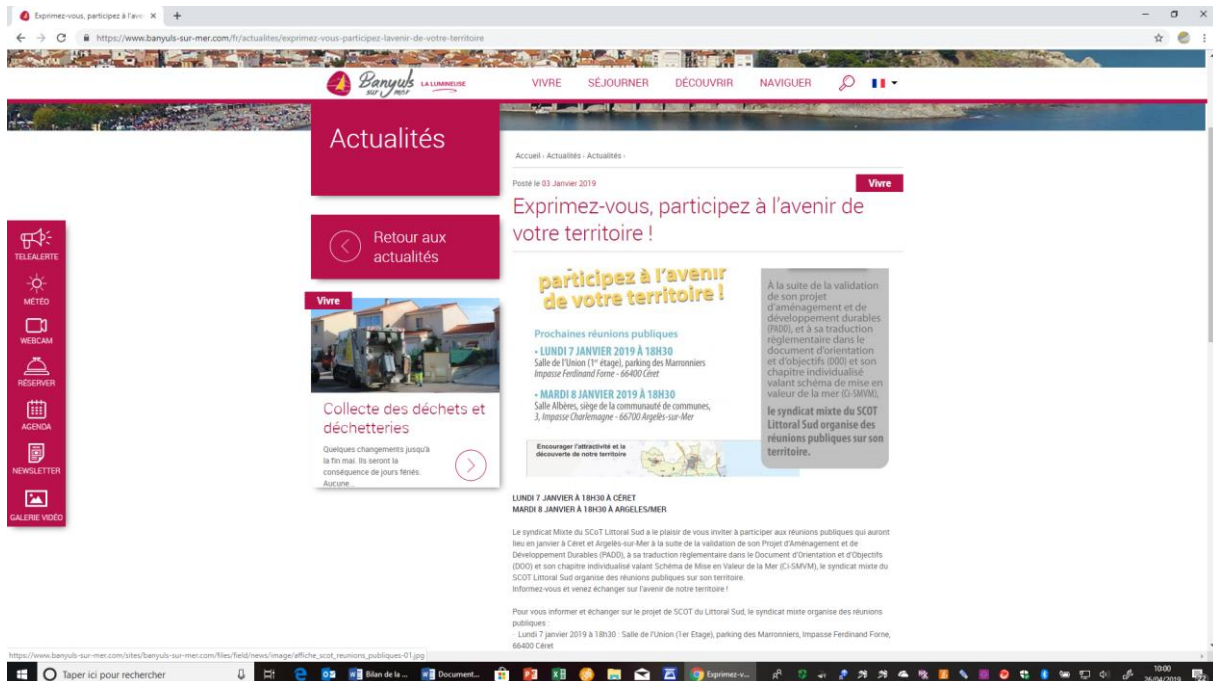 Exprimez-vous, participez à l'ave
https://www.banyuls-sur-mer.com/fr/actualites/exprimez-vous-participez-lavenir-de-votre-territoire
Banyuls
sur mer
LA LUMINEUSE
VIVRE SÉJOURNER DÉCOUVRIR NAVIGUER
Actualités
Accueil › Actualités › Actualités ›
Posté le 03 Janvier 2019
Vivre
Exprimez-vous, participez à l'avenir de
votre territoire !
Retour aux
actualités
TELEALERTE
MÉTÉO
WEBCAM
RÉSERVER
AGENDA
NEWSLETTER
GALERIE VIDÉO
Vivre
Collecte des déchets et
déchetteries
Quelques changements jusqu'à
la fin mai. Ils seront la
conséquence de jours fériés.
Aucune...
participez à l'avenir
de votre territoire !
Prochaines réunions publiques
• LUNDI 7 JANVIER 2019 À 18H30
Salle de l'Union (1er étage), parking des Marronniers
Impasse Ferdinand Forne - 66400 Céret
• MARDI 8 JANVIER 2019 À 18H30
Salle Albères, siège de la communauté de communes,
3, Impasse Charlemagne - 66700 Argelès-sur-Mer
Encourager l'attractivité et la
découverte de notre territoire
À la suite de la validation
de son projet
d'aménagement et de
développement durables
(PADD), et à sa traduction
règlementaire dans le
document d'orientation
et d'objectifs (DOO) et son
chapitre individualisé
valant schéma de mise en
valeur de la mer (Ci-SMVM),
le syndicat mixte du SCOT
Littoral Sud organise des
réunions publiques sur son
territoire.
LUNDI 7 JANVIER À 18H30 À CÉRET
MARDI 8 JANVIER À 18H30 À ARGELES/MER
Le syndicat Mixte du SCoT Littoral Sud a le plaisir de vous inviter à participer aux réunions publiques qui auront
lieu en janvier à Céret et Argelès-sur-Mer à la suite de la validation de son Projet d'Aménagement et de
Développement Durables (PADD), à sa traduction règlementaire dans le Document d'Orientation et d'Objectifs
(DOO) et son chapitre individualisé valant Schéma de Mise en Valeur de la Mer (Ci-SMVM), le syndicat mixte du
SCOT Littoral Sud organise des réunions publiques sur son territoire.
Informez-vous et venez échanger sur l'avenir de notre territoire !
Pour vous informer et échanger sur le projet de SCOT du Littoral Sud, le syndicat mixte organise des réunions
publiques :
- Lundi 7 janvier 2019 à 18h30 : Salle de l'Union (1er Etage), parking des Marronniers, Impasse Ferdinand Forne,
66400 Céret
https://www.banyuls-sur-mer.com/sites/banyuls-sur-mer.com/files/field/news/image/affiche_scot_reunions_publiques-01.jpg
Taper ici pour rechercher
Bilan de la ...
Document...
Exprimez-v...
10:00
26/04/2019
22